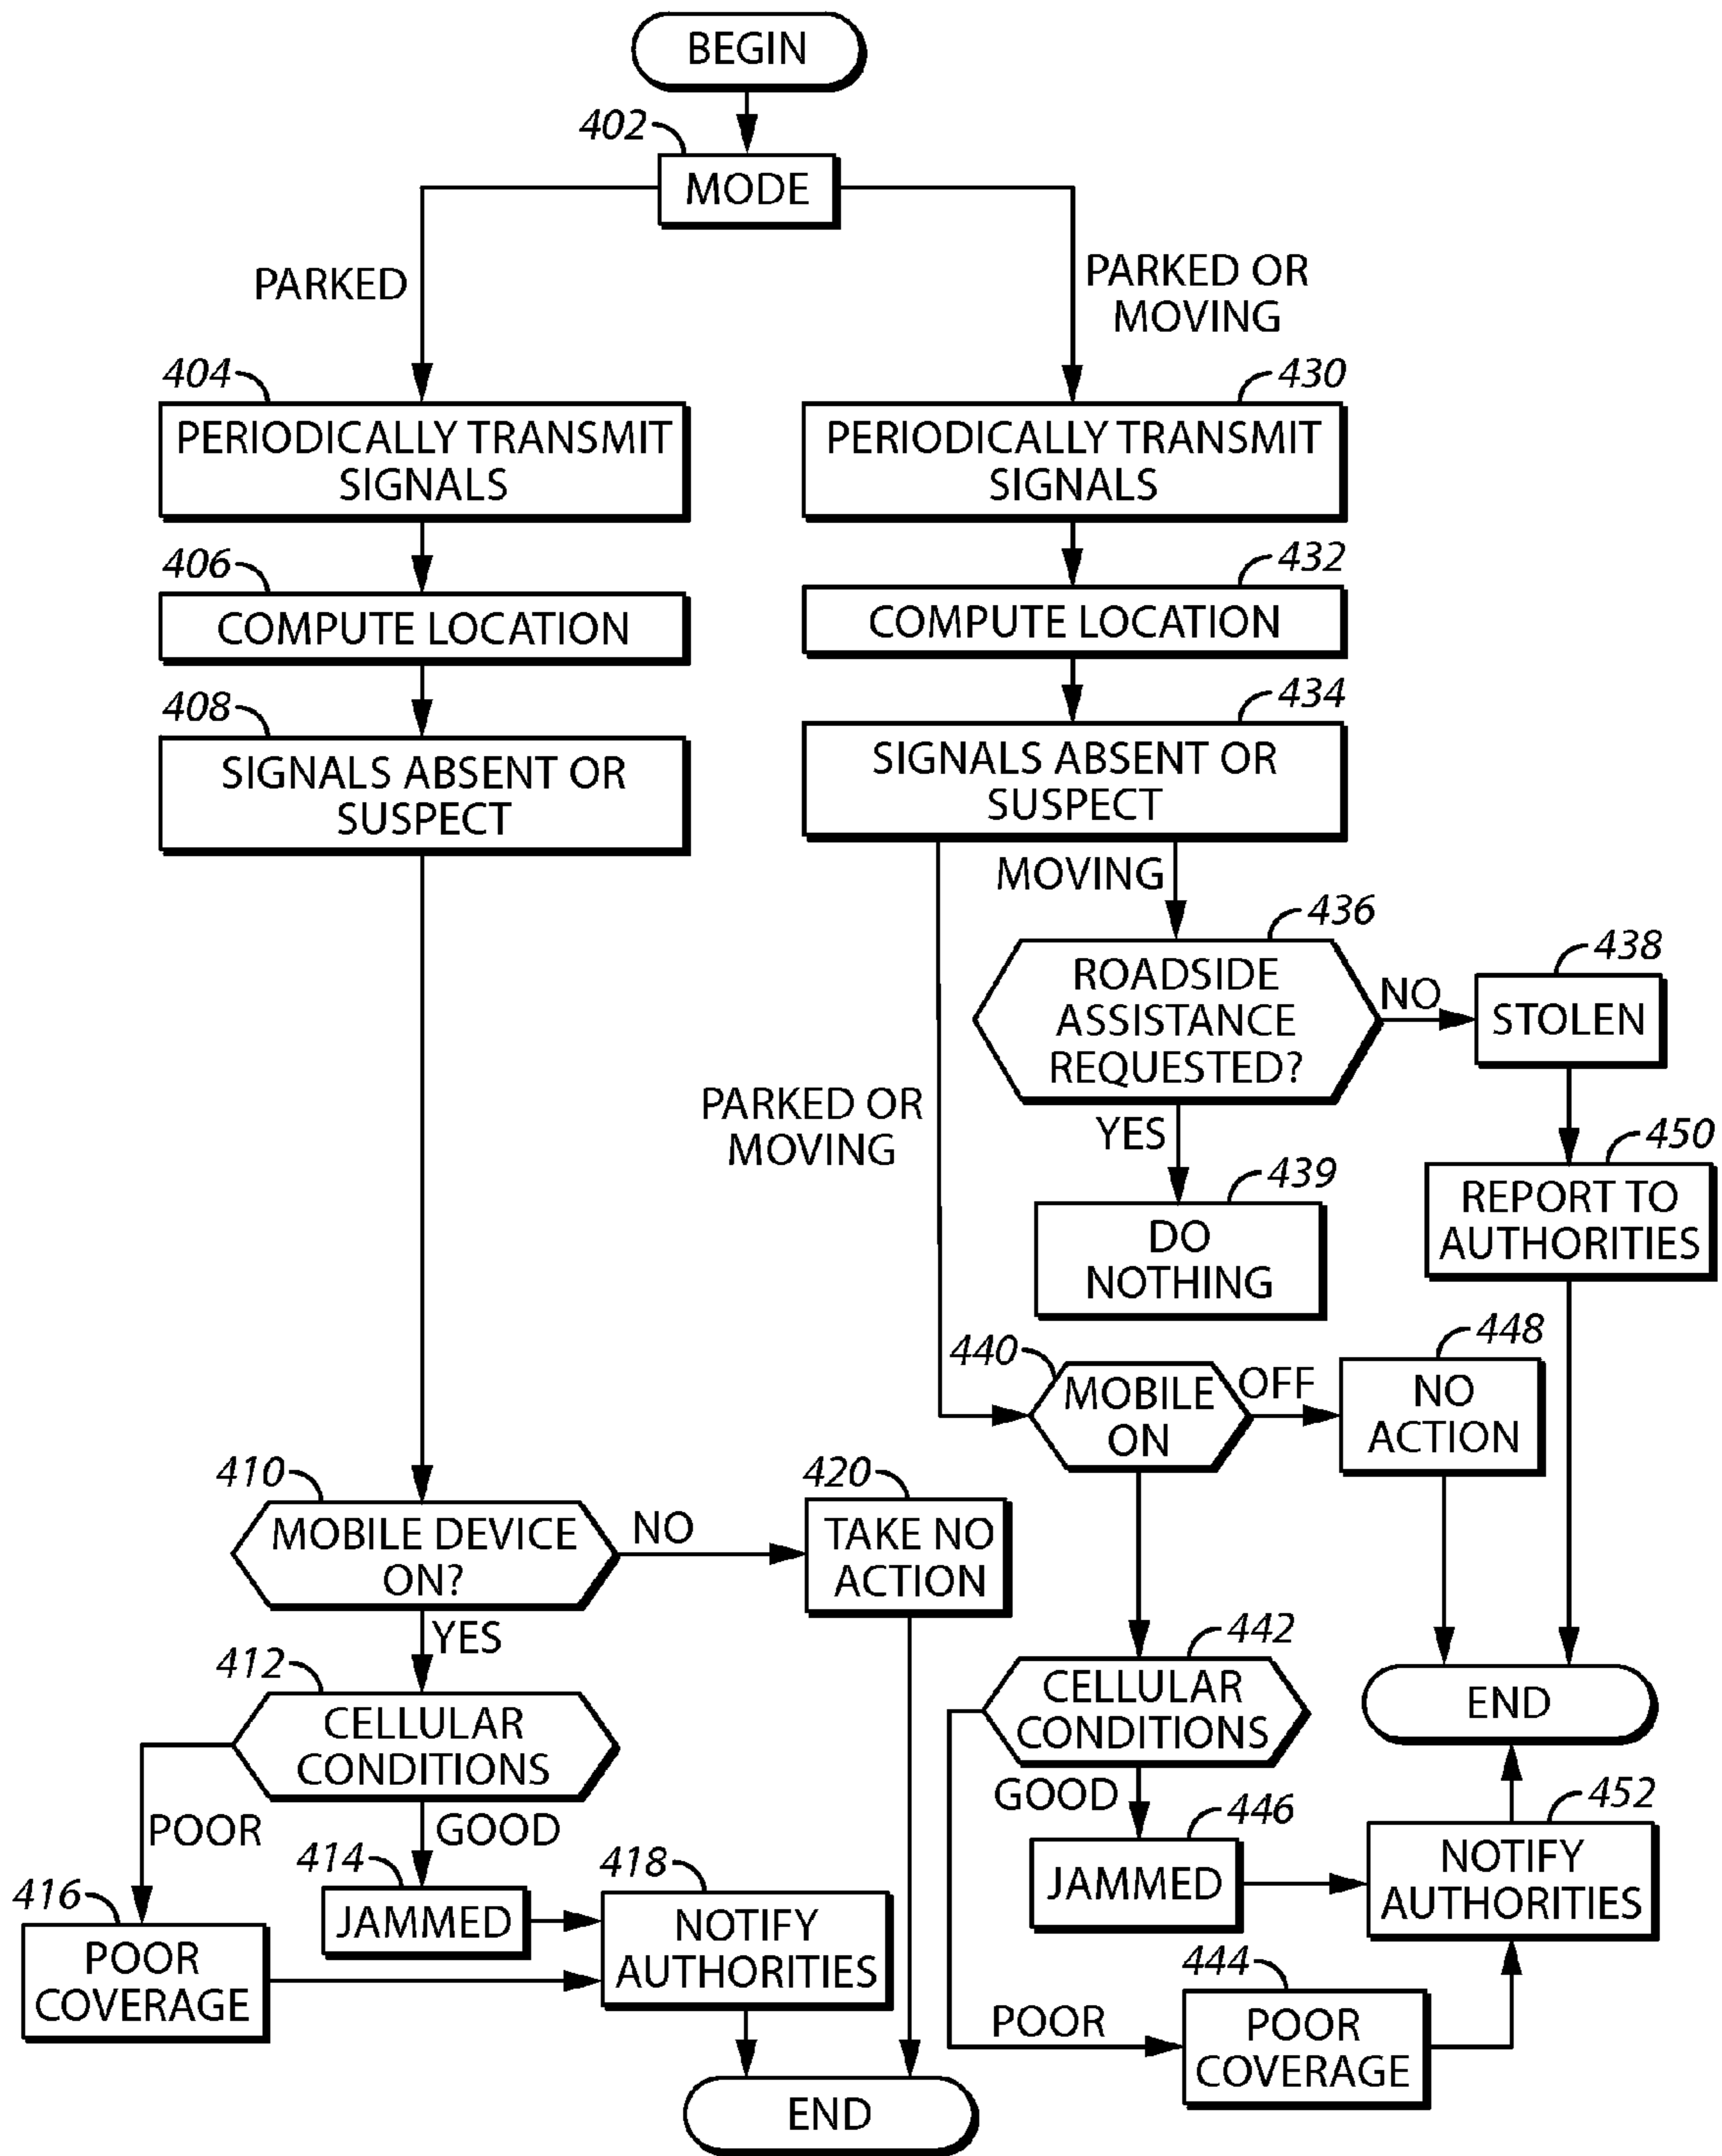 BEGIN
402
MODE
PARKED
PARKED OR
MOVING
404
PERIODICALLY TRANSMIT
SIGNALS
430
PERIODICALLY TRANSMIT
SIGNALS
406
COMPUTE LOCATION
432
COMPUTE LOCATION
408
SIGNALS ABSENT OR
SUSPECT
434
SIGNALS ABSENT OR
SUSPECT
MOVING
436
ROADSIDE
ASSISTANCE
REQUESTED?
NO
438
STOLEN
PARKED OR
MOVING
YES
439
DO
NOTHING
450
REPORT TO
AUTHORITIES
440
MOBILE
ON
OFF
448
NO
ACTION
410
MOBILE DEVICE
ON?
NO
420
TAKE NO
ACTION
YES
412
CELLULAR
CONDITIONS
442
CELLULAR
CONDITIONS
END
POOR
GOOD
414
JAMMED
418
NOTIFY
AUTHORITIES
416
POOR
COVERAGE
GOOD
446
JAMMED
452
NOTIFY
AUTHORITIES
POOR
444
POOR
COVERAGE
END